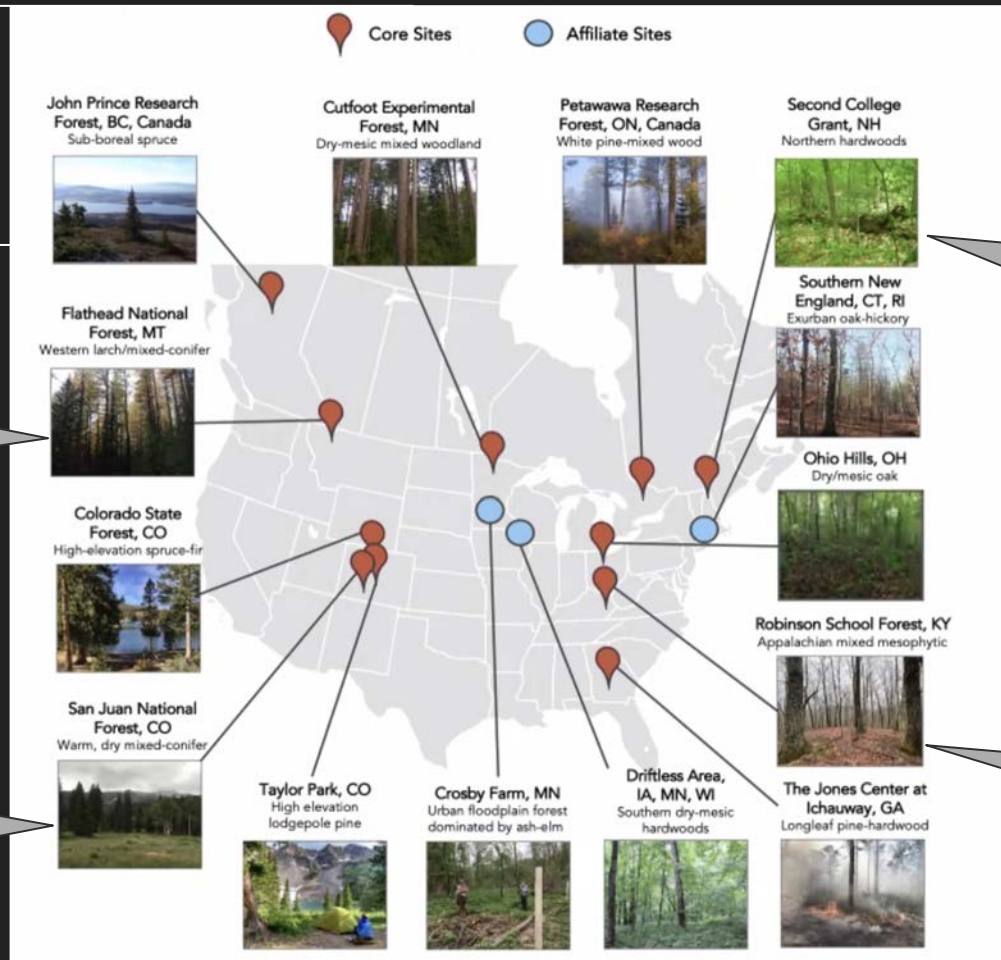 Core Sites
Affiliate Sites
John Prince Research
Forest, BC, Canada
Sub-boreal spruce
Cutfoot Experimental
Forest, MN
Dry-mesic mixed woodland
Petawawa Research
Forest, ON, Canada
White pine-mixed wood
Second College
Grant, NH
Northern hardwoods
Flathead National
Forest, MT
Western larch/mixed-conifer
Southern New
England, CT, RI
Exurban oak-hickory
Colorado State
Forest, CO
High-elevation spruce-fir
Ohio Hills, OH
Dry/mesic oak
San Juan National
Forest, CO
Warm, dry mixed-conifer
Robinson School Forest, KY
Appalachian mixed mesophytic
Taylor Park, CO
High elevation
lodgepole pine
Crosby Farm, MN
Urban floodplain forest
dominated by ash-elm
Driftless Area,
IA, MN, WI
Southern dry-mesic
hardwoods
The Jones Center at
Ichauway, GA
Longleaf pine-hardwood